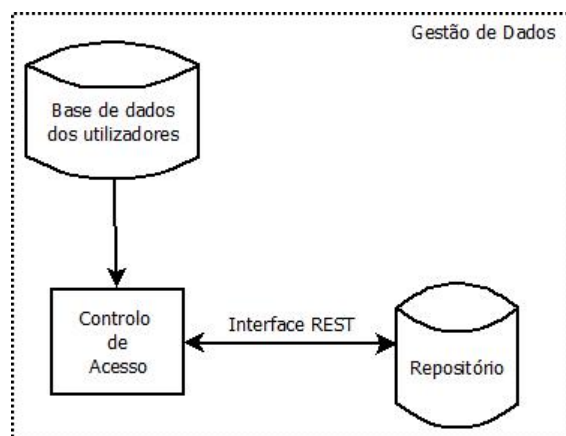 Gestão de Dados
Base de dados
dos utilizadores
Controlo
de
Acesso
Interface REST
Repositório